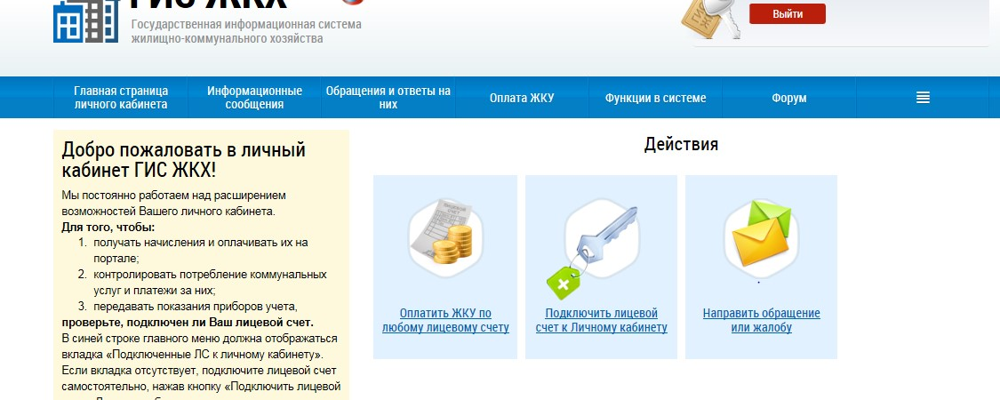 ГИС ЖКХ
Государственная информационная система
жилищно-коммунального хозяйства
ГИС
Выйти
Главная страница
личного кабинета
Информационные
сообщения
Обращения и ответы на
них
Оплата ЖКУ
Функции в системе
Форум
Добро пожаловать в личный
кабинет ГИС ЖКХ!
Мы постоянно работаем над расширением
возможностей Вашего личного кабинета.
Для того, чтобы:
1. получать начисления и оплачивать их на
портале;
2. контролировать потребление коммунальных
услуг и платежи за них;
3. передавать показания приборов учета,
проверьте, подключен ли Ваш лицевой счет.
В синей строке главного меню должна отображаться
вкладка «Подключенные ЛС к личному кабинету».
Если вкладка отсутствует, подключите лицевой счет
самостоятельно, нажав кнопку «Подключить лицевой
Действия
Оплатить ЖКУ по
любому лицевому счету
Подключить лицевой
счет к Личному кабинету
Направить обращение
или жалобу